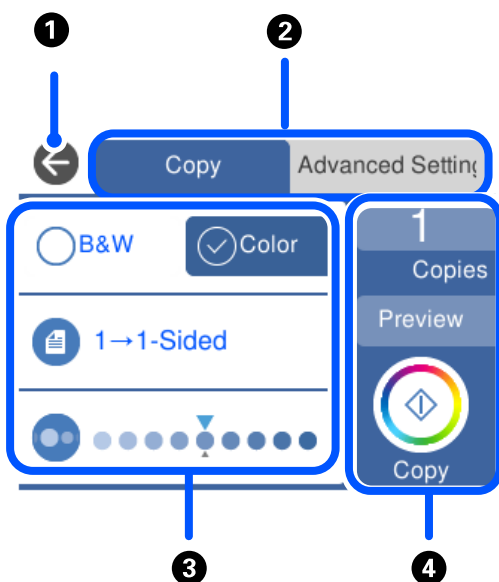 1
2
Copy
Advanced Setting
B&W
Color
1
Copies
1→1-Sided
Preview
Copy
3
4